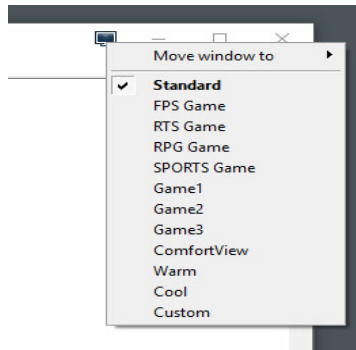 Move window to
Standard
FPS Game
RTS Game
RPG Game
SPORTS Game
Game1
Game2
Game3
ComfortView
Warm
Cool
Custom